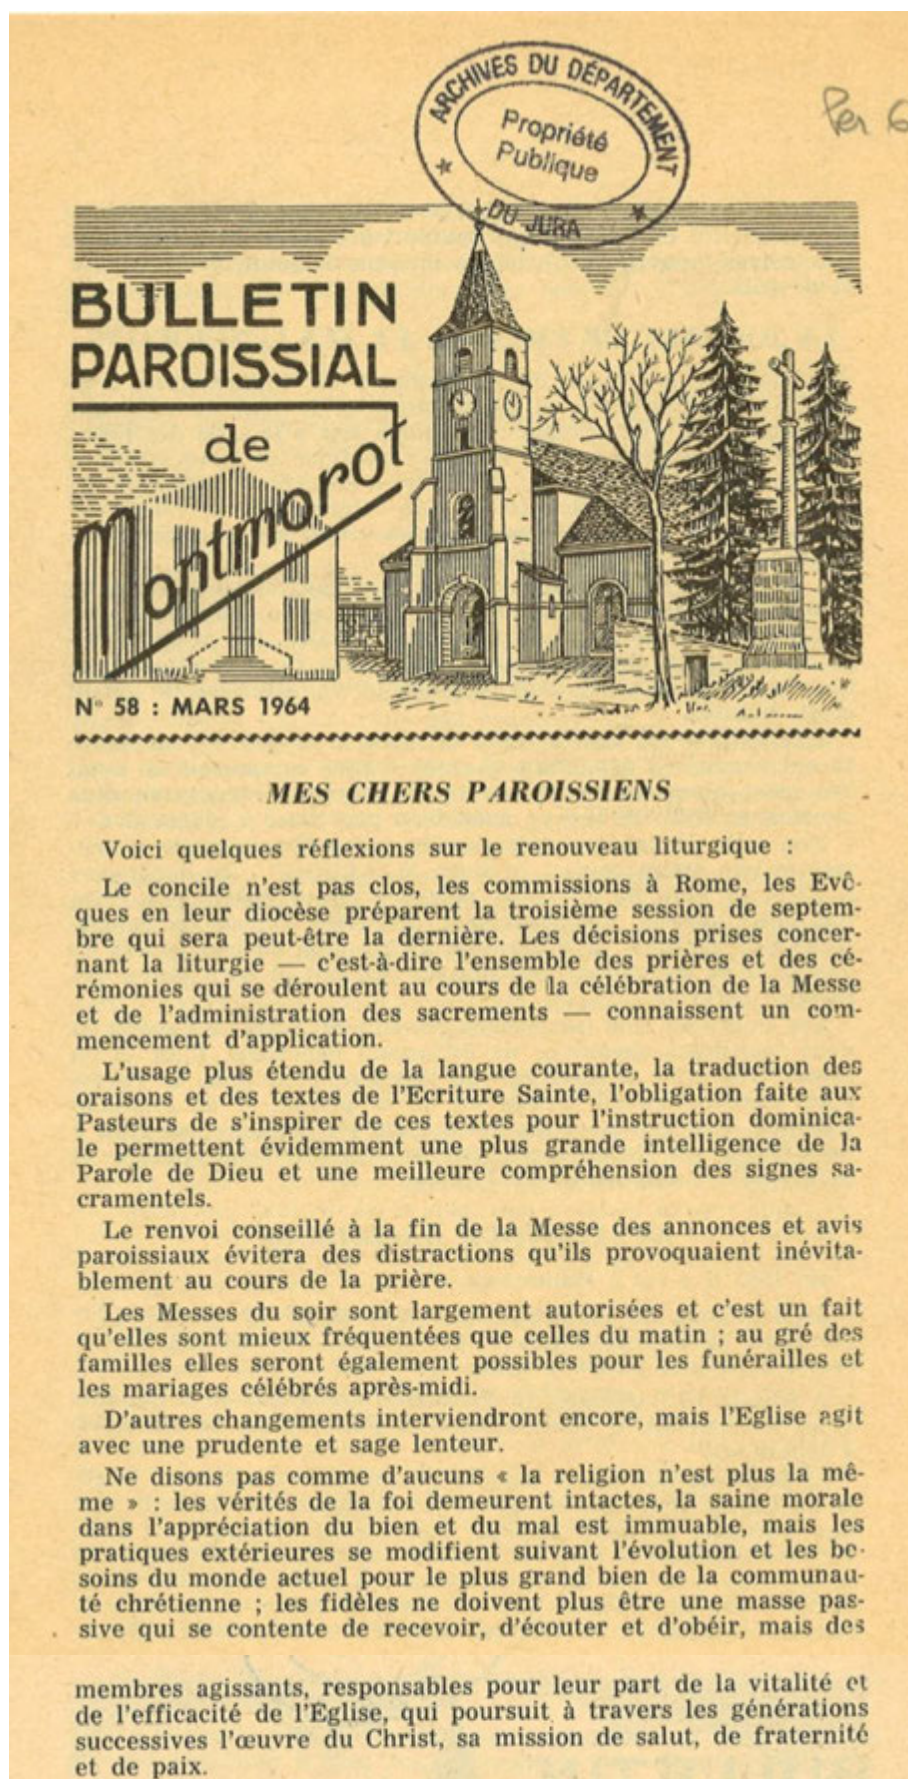 ARCHIVES DU DÉPARTEMENT
Propriété
Publique
DU JURA
Per 6
BULLETIN
PAROISSIAL
de
Montmorot
N° 58 : MARS 1964
MES CHERS PAROISSIENS
Voici quelques réflexions sur le renouveau liturgique :
Le concile n'est pas clos, les commissions à Rome, les Evê-
ques en leur diocèse préparent la troisième session de septem-
bre qui sera peut-être la dernière. Les décisions prises concer-
nant la liturgie — c'est-à-dire l'ensemble des prières et des cé-
rémonies qui se déroulent au cours de la célébration de la Messe
et de l'administration des sacrements — connaissent un com-
mencement d'application.
L'usage plus étendu de la langue courante, la traduction des
oraisons et des textes de l'Ecriture Sainte, l'obligation faite aux
Pasteurs de s'inspirer de ces textes pour l'instruction dominica-
le permettent évidemment une plus grande intelligence de la
Parole de Dieu et une meilleure compréhension des signes sa-
cramentels.
Le renvoi conseillé à la fin de la Messe des annonces et avis
paroissiaux évitera des distractions qu'ils provoquaient inévita-
blement au cours de la prière.
Les Messes du soir sont largement autorisées et c'est un fait
qu'elles sont mieux fréquentées que celles du matin ; au gré des
familles elles seront également possibles pour les funérailles et
les mariages célébrés après-midi.
D'autres changements interviendront encore, mais l'Eglise agit
avec une prudente et sage lenteur.
Ne disons pas comme d'aucuns « la religion n'est plus la mê-
me » : les vérités de la foi demeurent intactes, la saine morale
dans l'appréciation du bien et du mal est immuable, mais les
pratiques extérieures se modifient suivant l'évolution et les be-
soins du monde actuel pour le plus grand bien de la communau-
té chrétienne ; les fidèles ne doivent plus être une masse pas-
sive qui se contente de recevoir, d'écouter et d'obéir, mais des
membres agissants, responsables pour leur part de la vitalité et
de l'efficacité de l'Eglise, qui poursuit à travers les générations
successives l'œuvre du Christ, sa mission de salut, de fraternité
et de paix.